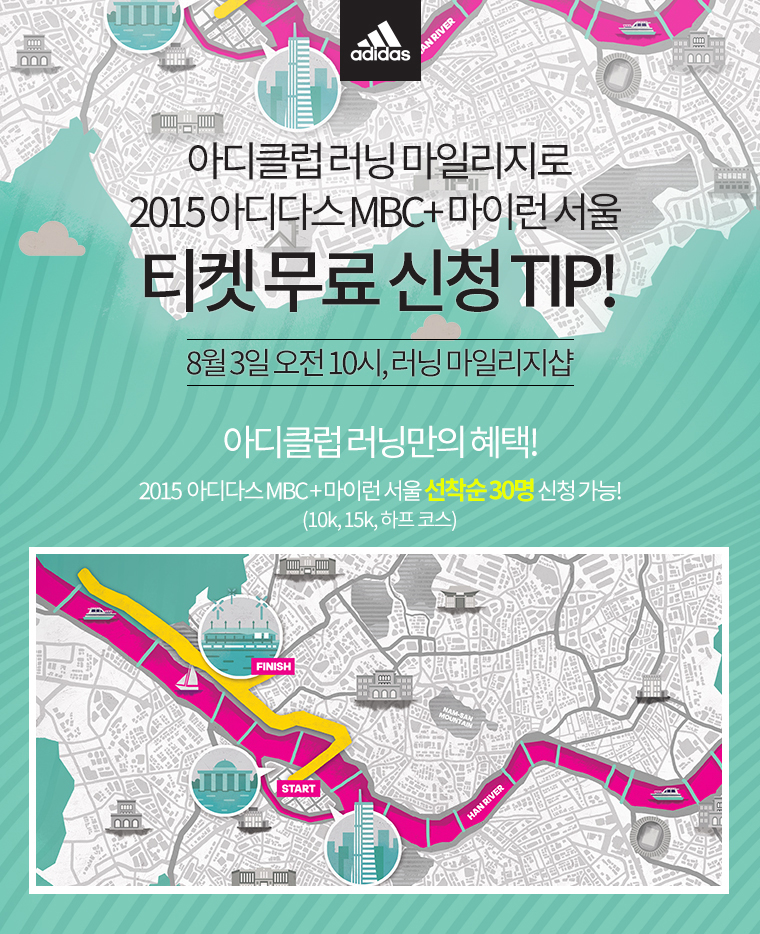 adidas
HAN RIVER
아디클럽 러닝 마일리지로
2015 아디다스 MBC+ 마이런 서울
티켓 무료 신청 TIP!
8월 3일 오전 10시, 러닝 마일리지샵
아디클럽 러닝만의 혜택!
2015 아디다스 MBC+ 마이런 서울 선착순 30명 신청 가능!
(10k, 15k, 하프 코스)
FINISH
NAM-SAN
MOUNTAIN
START
HAN RIVER